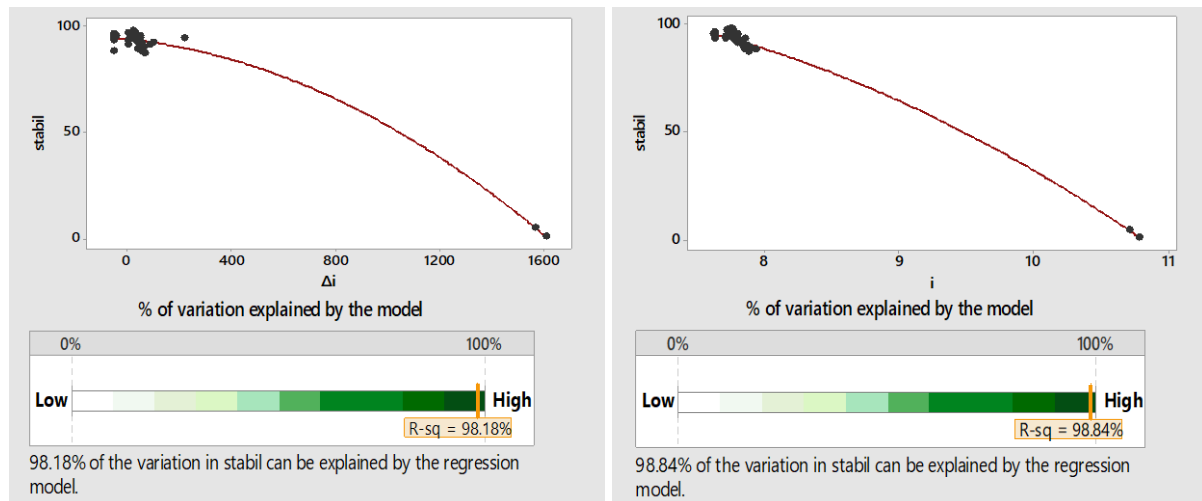 100
50
0
stabil
0
400
800
1200
1600
Δi
% of variation explained by the model
0%
100%
Low
High
R-sq = 98.18%
98.18% of the variation in stabil can be explained by the regression
model.
100
50
0
stabil
8
9
10
11
i
% of variation explained by the model
0%
100%
Low
High
R-sq = 98.84%
98.84% of the variation in stabil can be explained by the regression
model.